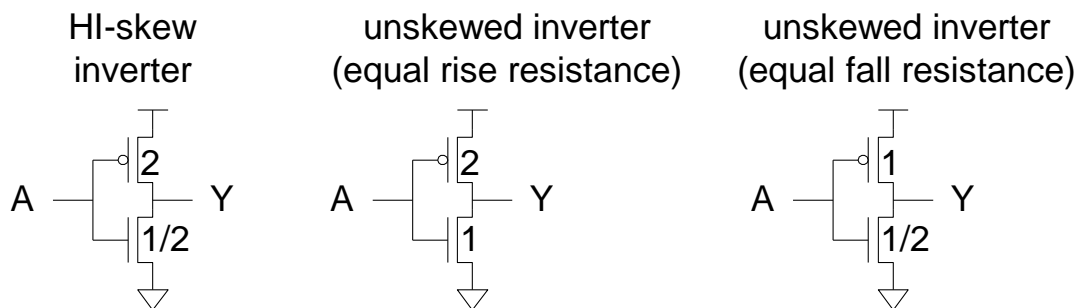 HI-skew
inverter
unskewed inverter
(equal rise resistance)
unskewed inverter
(equal fall resistance)
2
A
Y
1/2
2
A
Y
1
1
A
Y
1/2